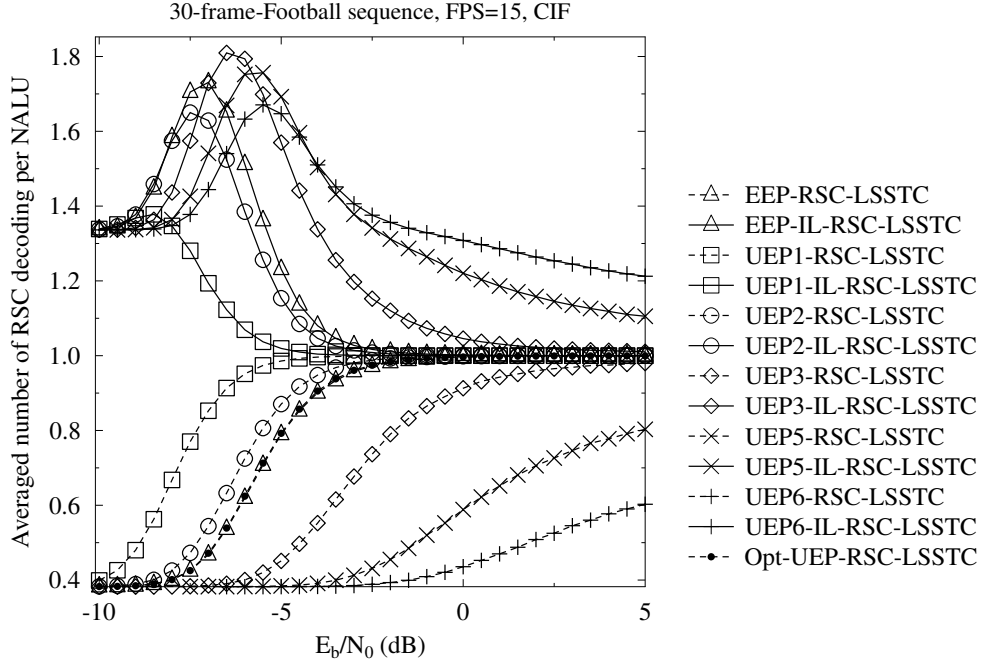 30-frame-Football sequence, FPS=15, CIF
Averaged number of RSC decoding per NALU
1.8
1.6
1.4
1.2
1.0
0.8
0.6
0.4
-10
-5
0
5
E_b/N_0 (dB)
EEP-RSC-LSSTC
EEP-IL-RSC-LSSTC
UEP1-RSC-LSSTC
UEP1-IL-RSC-LSSTC
UEP2-RSC-LSSTC
UEP2-IL-RSC-LSSTC
UEP3-RSC-LSSTC
UEP3-IL-RSC-LSSTC
UEP5-RSC-LSSTC
UEP5-IL-RSC-LSSTC
UEP6-RSC-LSSTC
UEP6-IL-RSC-LSSTC
Opt-UEP-RSC-LSSTC